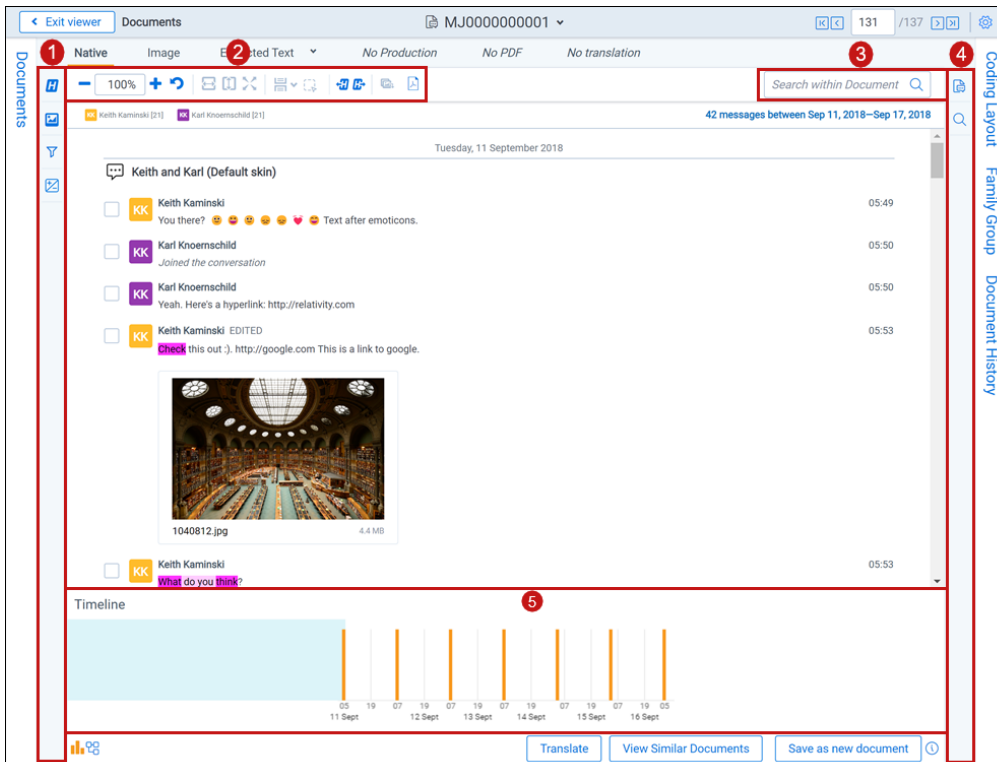 Exit viewer Documents MJ0000000001 131 /137
Documents
1
Native Image E cted Text No Production No PDF No translation
2
3
4
100%
Search within Document
Coding Layout
Family Group
Document History
KK Keith Kaminski [21] KK Karl Knoernschild [21] 42 messages between Sep 11, 2018—Sep 17, 2018
Tuesday, 11 September 2018
Keith and Karl (Default skin)
KK Keith Kaminski 05:49
You there? 😐 😍 😐 😠 😠 💓 😍 Text after emoticons.
KK Karl Knoernschild 05:50
Joined the conversation
KK Karl Knoernschild 05:50
Yeah. Here's a hyperlink: http://relativity.com
KK Keith Kaminski EDITED 05:53
Check this out :). http://google.com This is a link to google.
1040812.jpg 4.4 MB
KK Keith Kaminski 05:53
What do you think?
5
Timeline
05 19 07 19 07 19 07 19 07 19 07 19 05
11 Sept 12 Sept 13 Sept 14 Sept 15 Sept 16 Sept
Translate View Similar Documents Save as new document